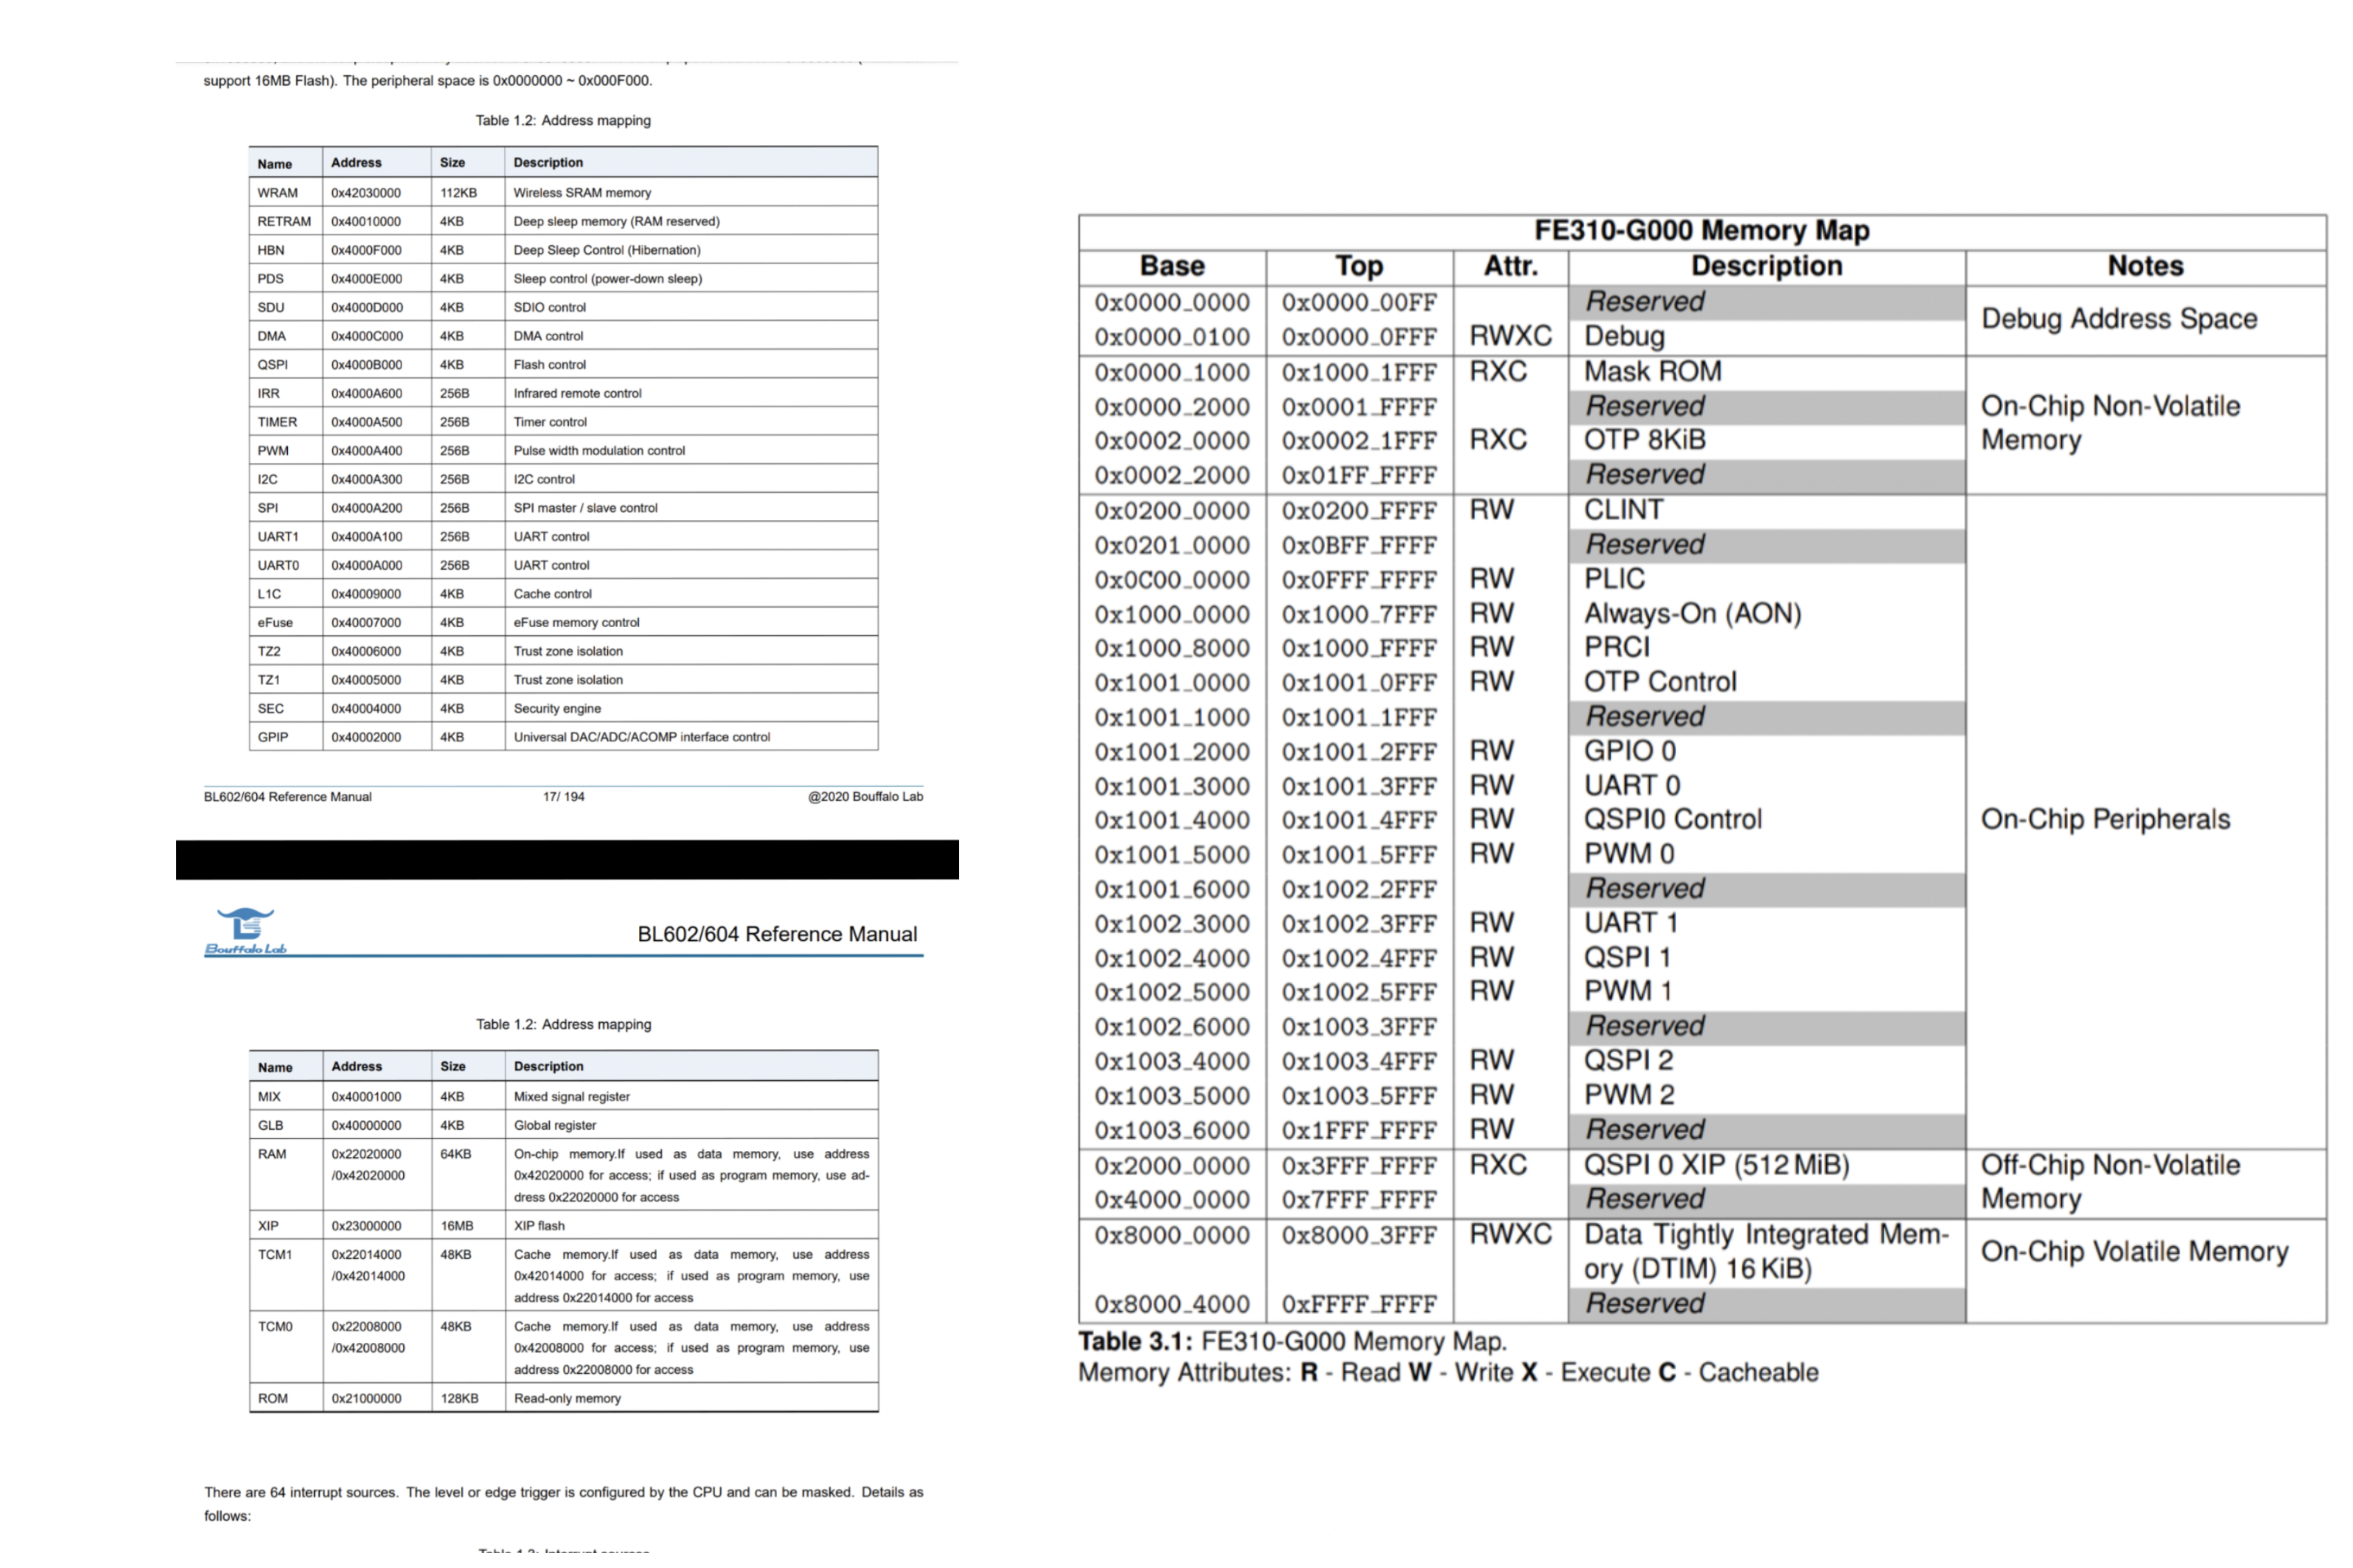 support 16MB Flash). The peripheral space is 0x0000000 ~ 0x000F000.
Table 1.2: Address mapping
Name Address Size Description
WRAM 0x42030000 112KB Wireless SRAM memory
RETRAM 0x40010000 4KB Deep sleep memory (RAM reserved)
HBN 0x4000F000 4KB Deep Sleep Control (Hibernation)
PDS 0x4000E000 4KB Sleep control (power-down sleep)
SDU 0x4000D000 4KB SDIO control
DMA 0x4000C000 4KB DMA control
QSPI 0x4000B000 4KB Flash control
IRR 0x4000A600 256B Infrared remote control
TIMER 0x4000A500 256B Timer control
PWM 0x4000A400 256B Pulse width modulation control
I2C 0x4000A300 256B I2C control
SPI 0x4000A200 256B SPI master / slave control
UART1 0x4000A100 256B UART control
UART0 0x4000A000 256B UART control
L1C 0x40009000 4KB Cache control
eFuse 0x40007000 4KB eFuse memory control
TZ2 0x40006000 4KB Trust zone isolation
TZ1 0x40005000 4KB Trust zone isolation
SEC 0x40004000 4KB Security engine
GPIP 0x40002000 4KB Universal DAC/ADC/ACOMP interface control
BL602/604 Reference Manual 17/ 194 @2020 Bouffalo Lab
Bouffalo Lab
BL602/604 Reference Manual
Table 1.2: Address mapping
Name Address Size Description
MIX 0x40001000 4KB Mixed signal register
GLB 0x40000000 4KB Global register
RAM 0x22020000 64KB On-chip memory.If used as data memory, use address
/0x42020000 0x42020000 for access; if used as program memory, use ad-
dress 0x22020000 for access
XIP 0x23000000 16MB XIP flash
TCM1 0x22014000 48KB Cache memory.If used as data memory, use address
/0x42014000 0x42014000 for access; if used as program memory, use
address 0x22014000 for access
TCM0 0x22008000 48KB Cache memory.If used as data memory, use address
/0x42008000 0x42008000 for access; if used as program memory, use
address 0x22008000 for access
ROM 0x21000000 128KB Read-only memory
There are 64 interrupt sources. The level or edge trigger is configured by the CPU and can be masked. Details as
follows:
FE310-G000 Memory Map
Base Top Attr. Description Notes
0x0000_0000 0x0000_00FF Reserved Debug Address Space
0x0000_0100 0x0000_0FFF RWXC Debug
0x0000_1000 0x1000_1FFF RXC Mask ROM
0x0000_2000 0x0001_FFFF Reserved On-Chip Non-Volatile
0x0002_0000 0x0002_1FFF RXC OTP 8KiB Memory
0x0002_2000 0x01FF_FFFF Reserved
0x0200_0000 0x0200_FFFF RW CLINT
0x0201_0000 0x0BFF_FFFF Reserved
0x0C00_0000 0x0FFF_FFFF RW PLIC
0x1000_0000 0x1000_7FFF RW Always-On (AON)
0x1000_8000 0x1000_FFFF RW PRCI
0x1001_0000 0x1001_0FFF RW OTP Control
0x1001_1000 0x1001_1FFF Reserved
0x1001_2000 0x1001_2FFF RW GPIO 0
0x1001_3000 0x1001_3FFF RW UART 0
0x1001_4000 0x1001_4FFF RW QSPI0 Control On-Chip Peripherals
0x1001_5000 0x1001_5FFF RW PWM 0
0x1001_6000 0x1002_2FFF Reserved
0x1002_3000 0x1002_3FFF RW UART 1
0x1002_4000 0x1002_4FFF RW QSPI 1
0x1002_5000 0x1002_5FFF RW PWM 1
0x1002_6000 0x1003_3FFF Reserved
0x1003_4000 0x1003_4FFF RW QSPI 2
0x1003_5000 0x1003_5FFF RW PWM 2
0x1003_6000 0x1FFF_FFFF RW Reserved
0x2000_0000 0x3FFF_FFFF RXC QSPI 0 XIP (512 MiB) Off-Chip Non-Volatile
0x4000_0000 0x7FFF_FFFF Reserved Memory
0x8000_0000 0x8000_3FFF RWXC Data Tightly Integrated Mem-
ory (DTIM) 16 KiB) On-Chip Volatile Memory
0x8000_4000 0xFFFF_FFFF Reserved
Table 3.1: FE310-G000 Memory Map.
Memory Attributes: R - Read W - Write X - Execute C - Cacheable